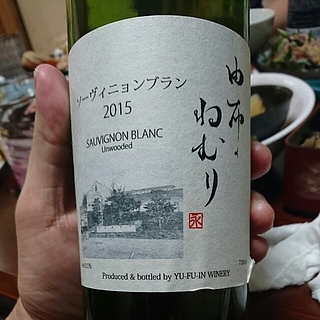 ソーヴィニョンブラン
2015
SAUVIGNON BLANC
Unwooded
由布の
ねむり
Produced & bottled by YU-FU-IN WINERY